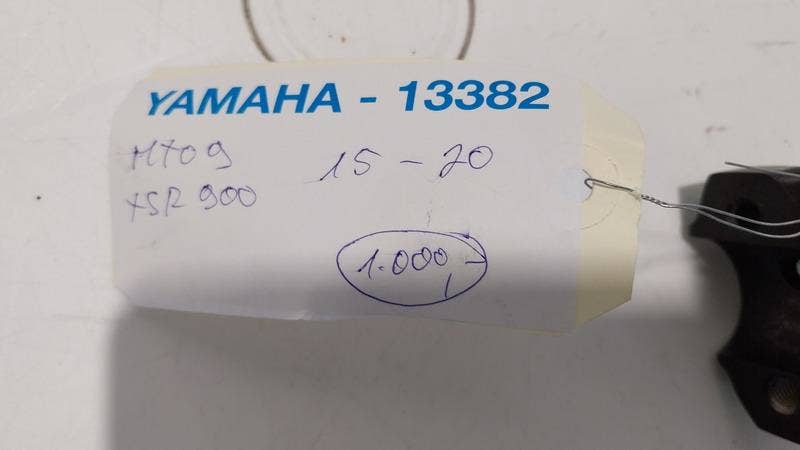 YAMAHA - 13382
MT09 15 - 20
XSR 900
1.000,-